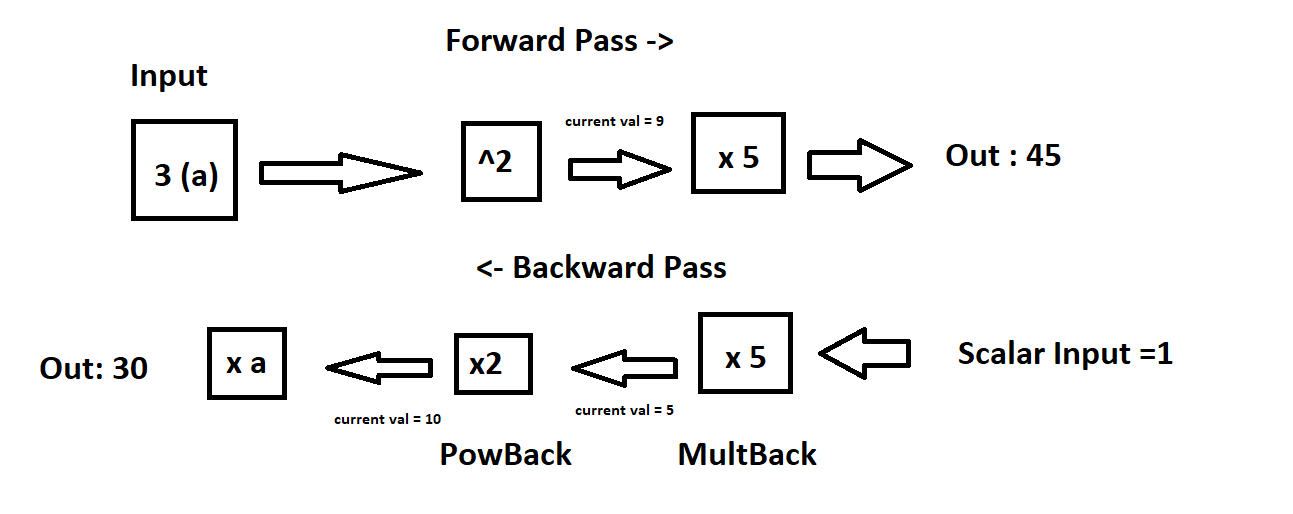 Forward Pass ->
Input
3 (a)
^2
current val = 9
x 5
Out : 45
<- Backward Pass
Out: 30
x a
current val = 10
x2
current val = 5
x 5
Scalar Input =1
PowBack
MultBack